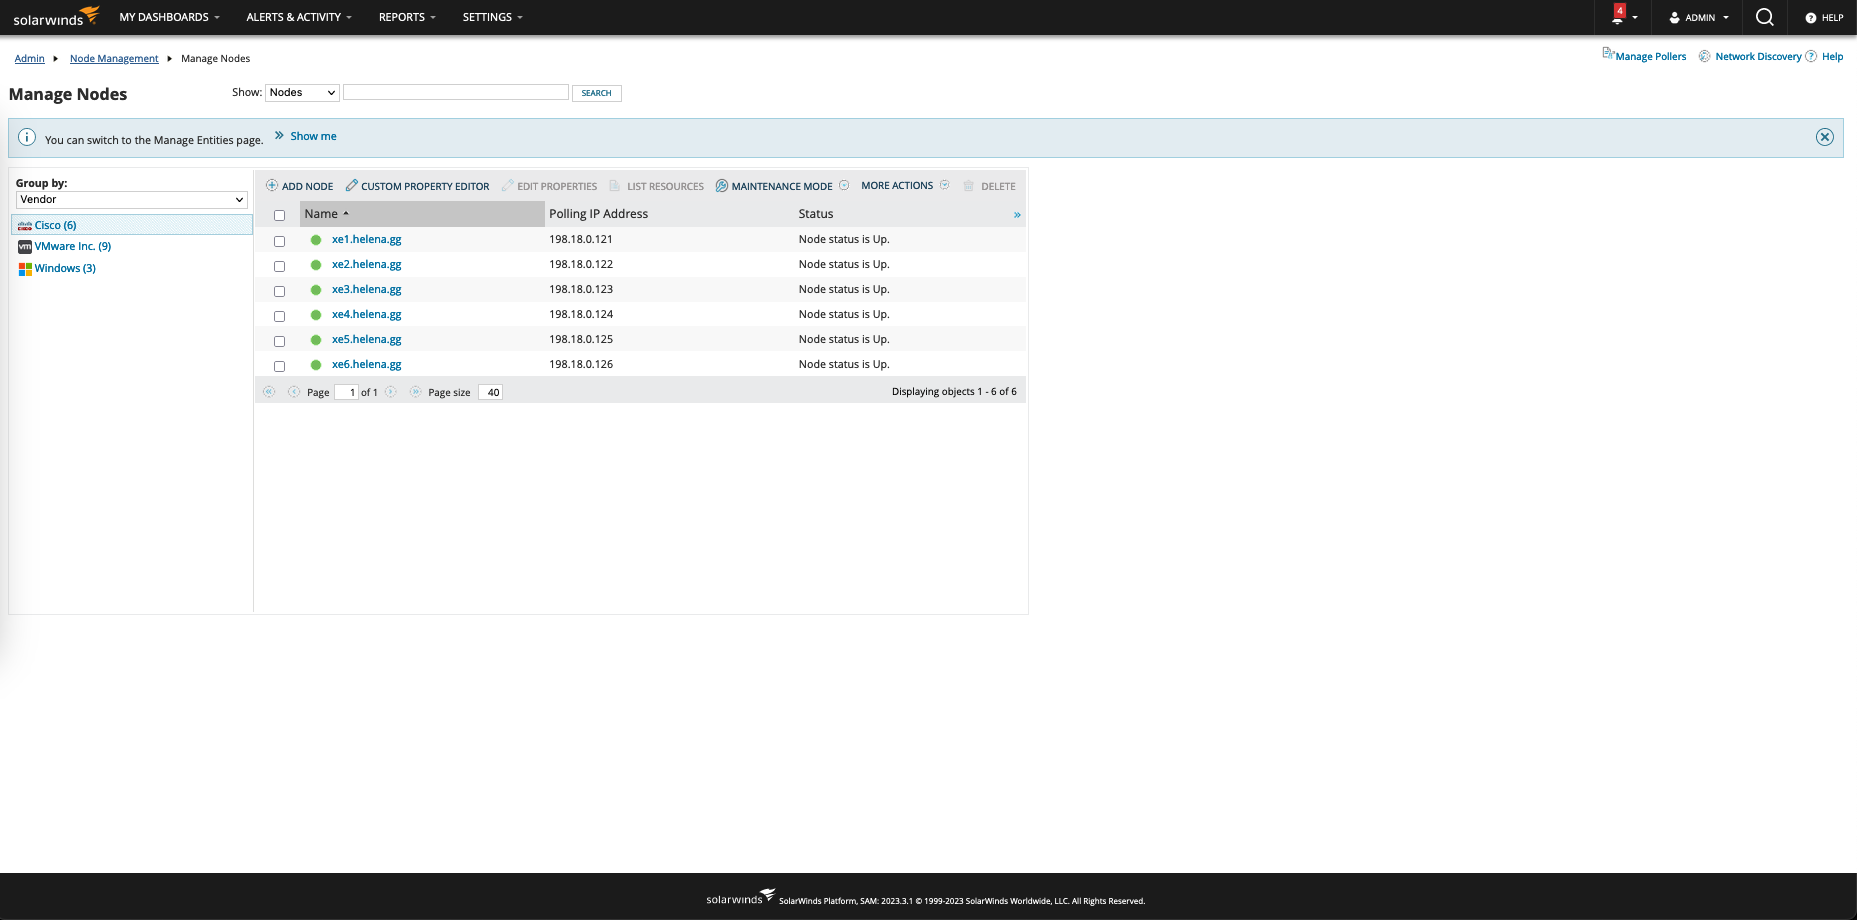 solarwinds MY DASHBOARDS ALERTS & ACTIVITY REPORTS SETTINGS 4 ADMIN HELP
Admin Node Management Manage Nodes Manage Pollers Network Discovery Help
Manage Nodes Show: Nodes SEARCH
You can switch to the Manage Entities page. » Show me
Group by:
Vendor
Cisco (6)
VMware Inc. (9)
Windows (3)
ADD NODE CUSTOM PROPERTY EDITOR EDIT PROPERTIES LIST RESOURCES MAINTENANCE MODE MORE ACTIONS DELETE
Name Polling IP Address Status »
xe1.helena.gg 198.18.0.121 Node status is Up.
xe2.helena.gg 198.18.0.122 Node status is Up.
xe3.helena.gg 198.18.0.123 Node status is Up.
xe4.helena.gg 198.18.0.124 Node status is Up.
xe5.helena.gg 198.18.0.125 Node status is Up.
xe6.helena.gg 198.18.0.126 Node status is Up.
Page 1 of 1 Page size 40 Displaying objects 1 - 6 of 6
solarwinds SolarWinds Platform, SAM: 2023.3.1 © 1999-2023 SolarWinds Worldwide, LLC. All Rights Reserved.